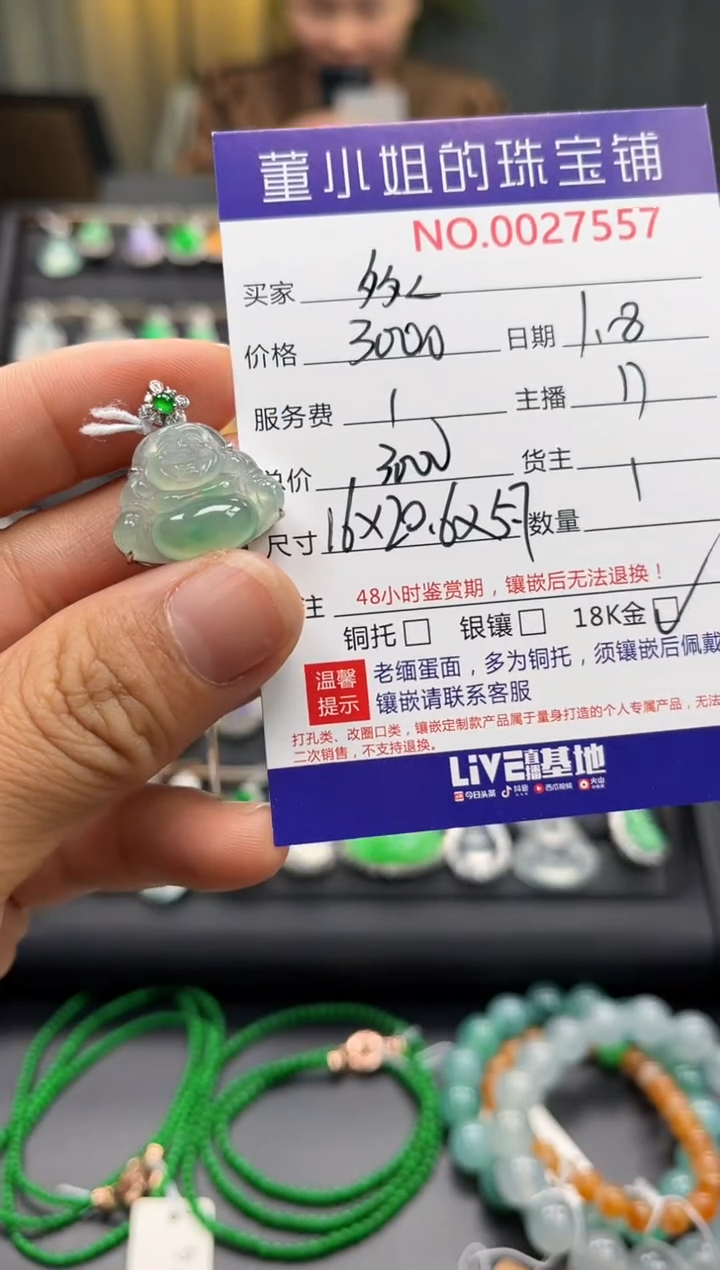 董小姐的珠宝铺
NO.0027557
买家
价格 3000 日期 1.8
服务费 1 主播
总价 3000 货主
尺寸 16×20.6×5.7 数量 1
注 48小时鉴赏期，镶嵌后无法退换！
铜托□ 银镶□ 18K金☑
温馨提示 老缅蛋面，多为铜托，须镶嵌后佩戴
镶嵌请联系客服
打孔类、改圈口类，镶嵌定制款产品属于量身打造的个人专属产品，无法
二次销售，不支持退换。
LiVE直播基地
今日头条 抖音 西瓜视频 火山